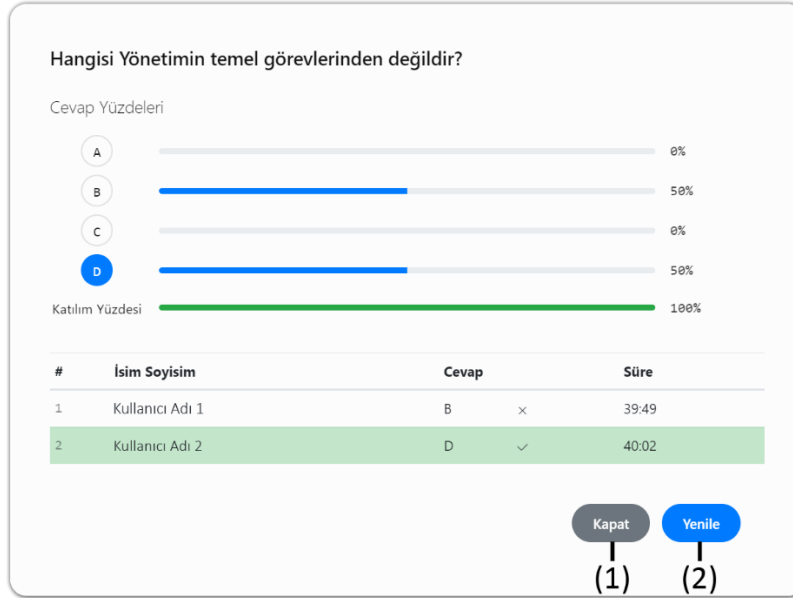 Hangisi Yönetimin temel görevlerinden değildir?
Cevap Yüzdeleri
A 0%
B 50%
C 0%
D 50%
Katılım Yüzdesi 100%
# İsim Soyisim Cevap Süre
1 Kullanıcı Adı 1 B × 39:49
2 Kullanıcı Adı 2 D ✓ 40:02
Kapat Yenile
(1) (2)